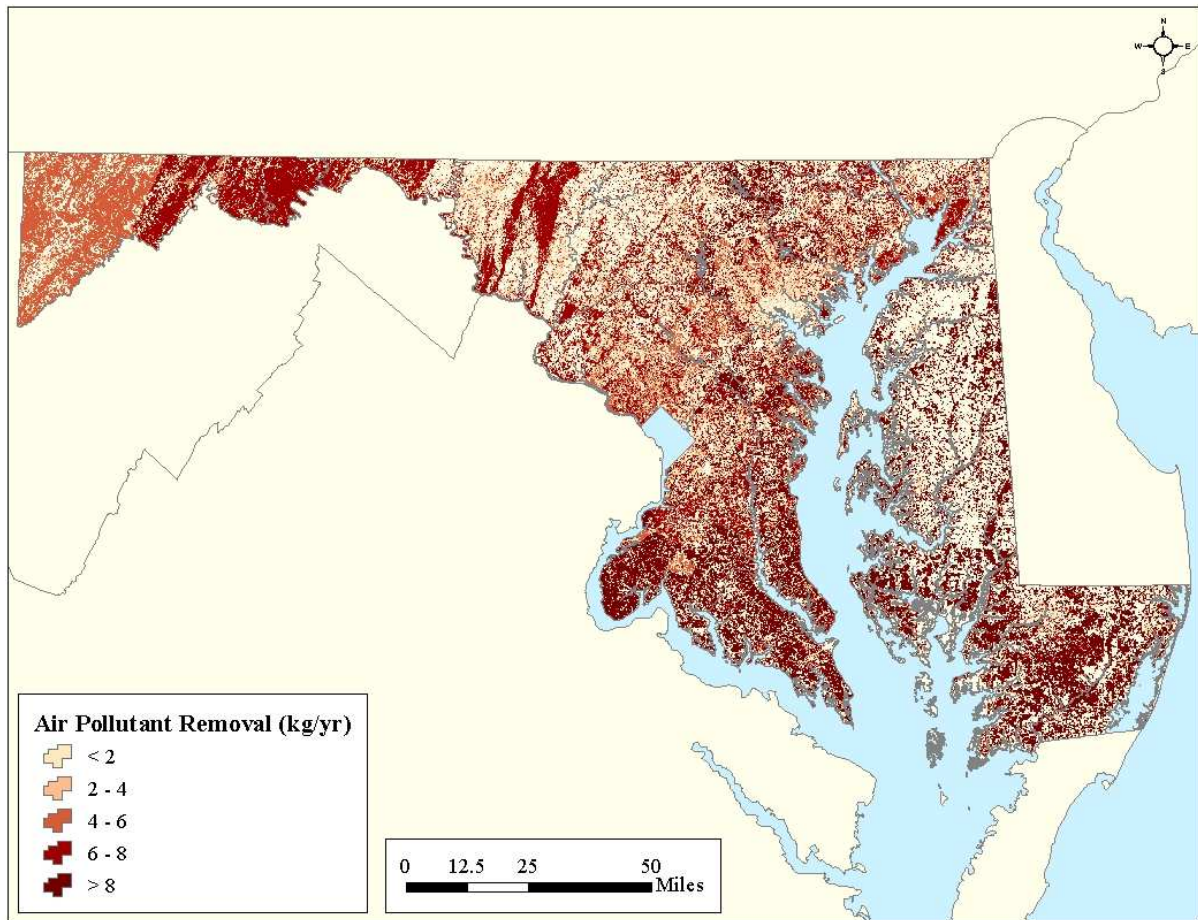 N
W E
S
Air Pollutant Removal (kg/yr)
< 2
2 - 4
4 - 6
6 - 8
> 8
0 12.5 25 50
Miles